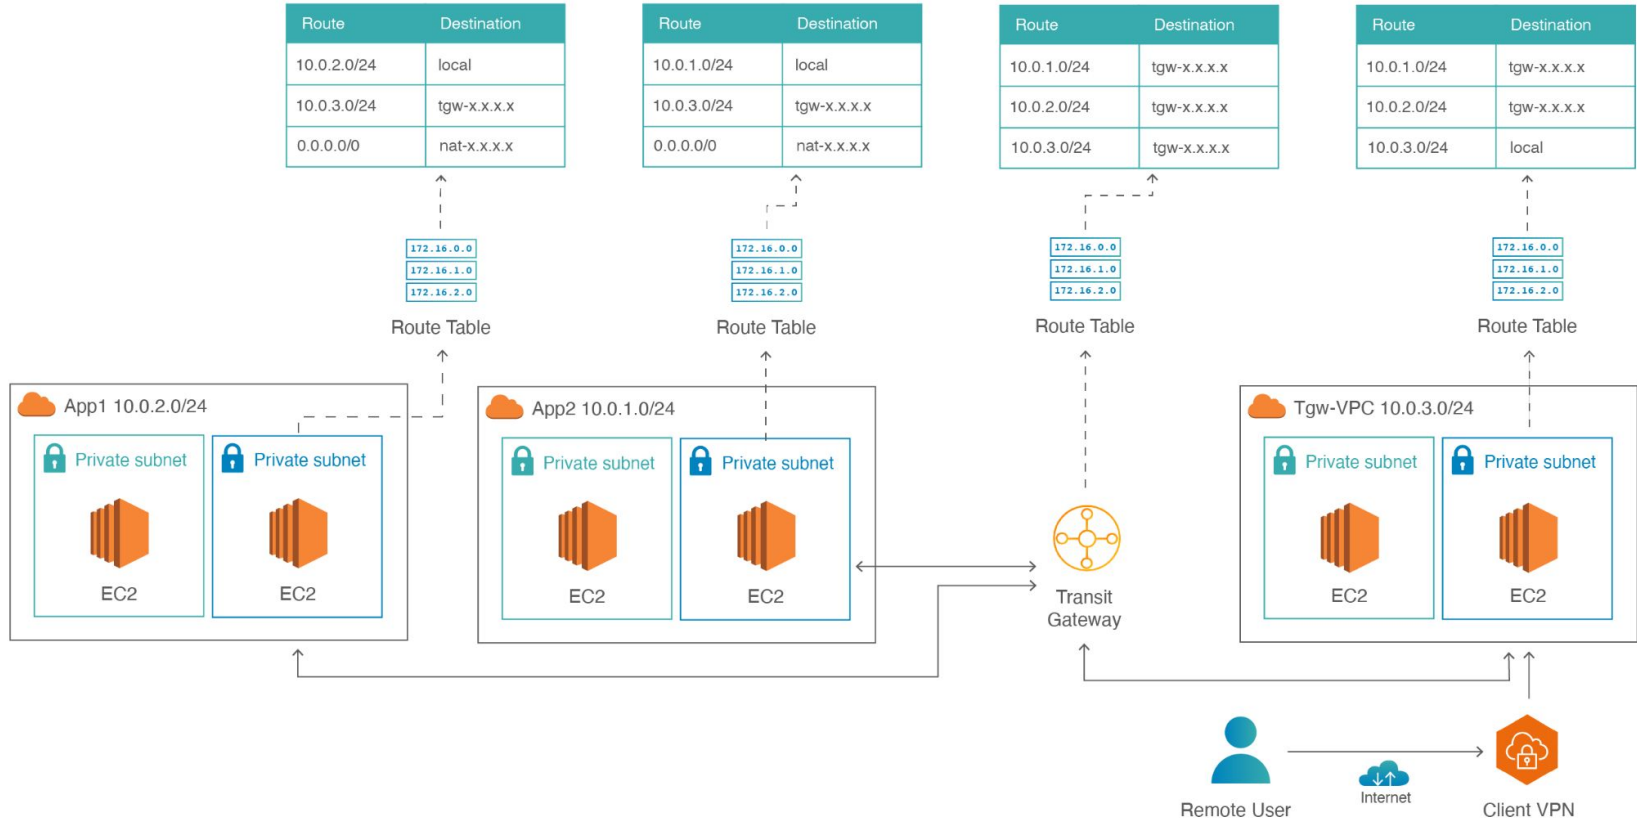 Route Destination
10.0.2.0/24 local
10.0.3.0/24 tgw-x.x.x.x
0.0.0.0/0 nat-x.x.x.x
Route Destination
10.0.1.0/24 local
10.0.3.0/24 tgw-x.x.x.x
0.0.0.0/0 nat-x.x.x.x
Route Destination
10.0.1.0/24 tgw-x.x.x.x
10.0.2.0/24 tgw-x.x.x.x
10.0.3.0/24 tgw-x.x.x.x
Route Destination
10.0.1.0/24 tgw-x.x.x.x
10.0.2.0/24 tgw-x.x.x.x
10.0.3.0/24 local
172.16.0.0
172.16.1.0
172.16.2.0
Route Table
172.16.0.0
172.16.1.0
172.16.2.0
Route Table
172.16.0.0
172.16.1.0
172.16.2.0
Route Table
172.16.0.0
172.16.1.0
172.16.2.0
Route Table
App1 10.0.2.0/24
Private subnet
EC2
Private subnet
EC2
App2 10.0.1.0/24
Private subnet
EC2
Private subnet
EC2
Transit
Gateway
Tgw-VPC 10.0.3.0/24
Private subnet
EC2
Private subnet
EC2
Remote User
Internet
Client VPN